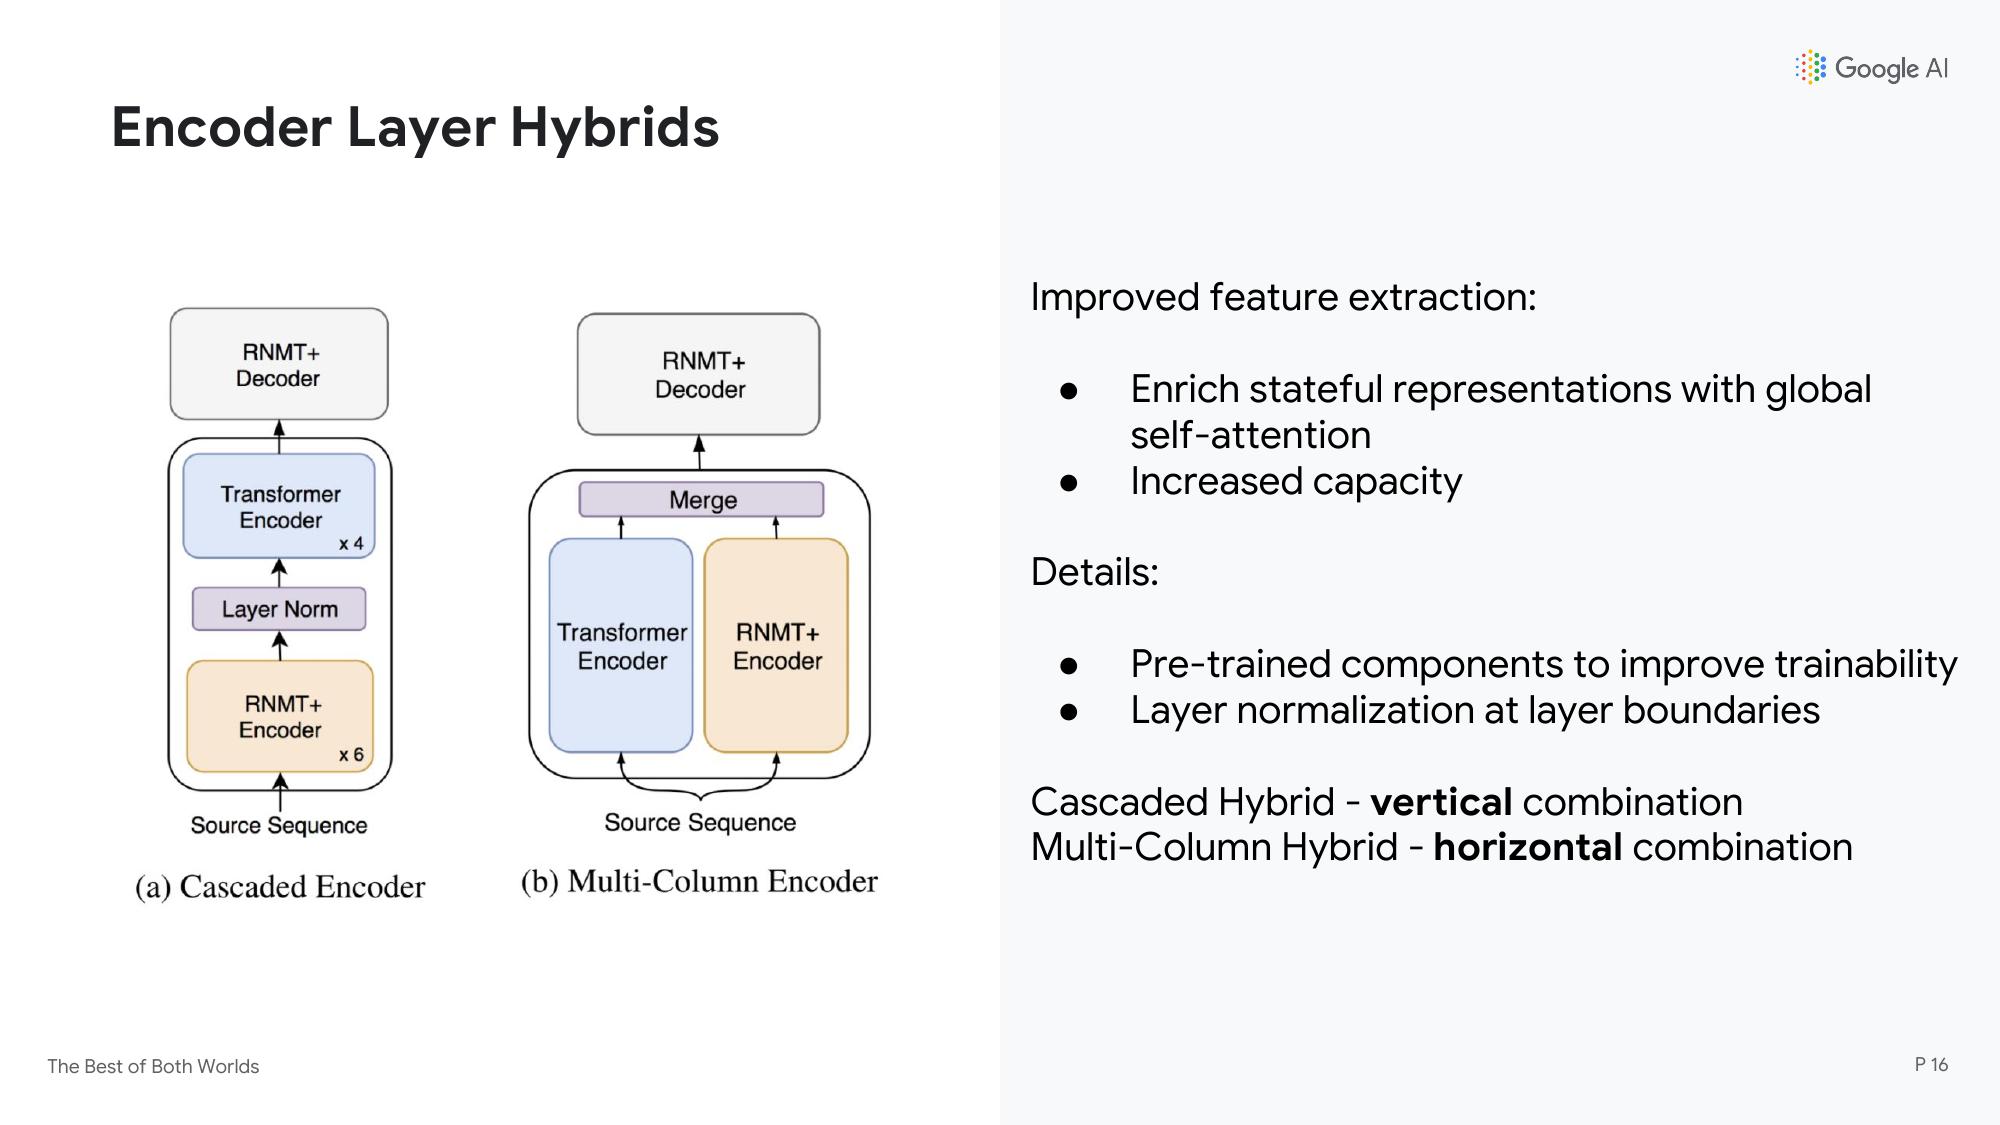 Google AI
Encoder Layer Hybrids
RNMT+
Decoder
Transformer
Encoder
x 4
Layer Norm
RNMT+
Encoder
x 6
Source Sequence
(a) Cascaded Encoder
RNMT+
Decoder
Merge
Transformer
Encoder
RNMT+
Encoder
Source Sequence
(b) Multi-Column Encoder
Improved feature extraction:
● Enrich stateful representations with global
self-attention
● Increased capacity
Details:
● Pre-trained components to improve trainability
● Layer normalization at layer boundaries
Cascaded Hybrid - vertical combination
Multi-Column Hybrid - horizontal combination
The Best of Both Worlds
P 16